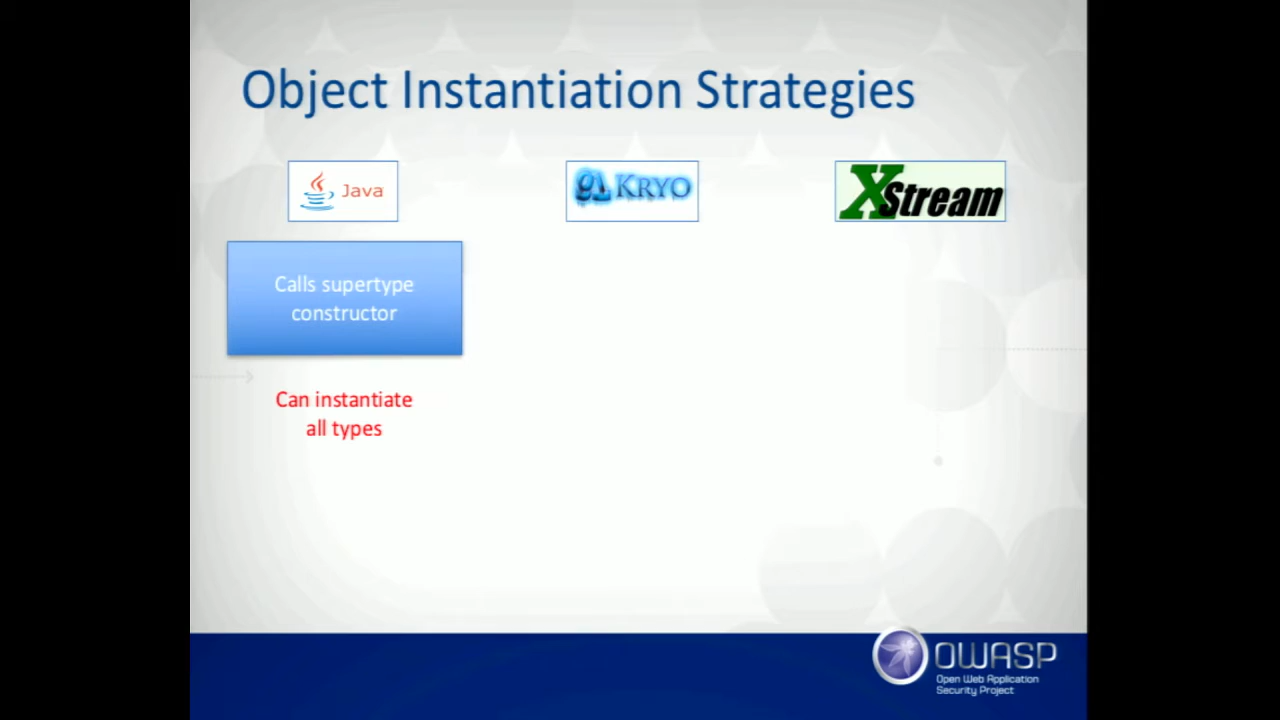 Object Instantiation Strategies
Java
KRYO
XStream
Calls supertype
constructor
Can instantiate
all types
OWASP
Open Web Application
Security Project